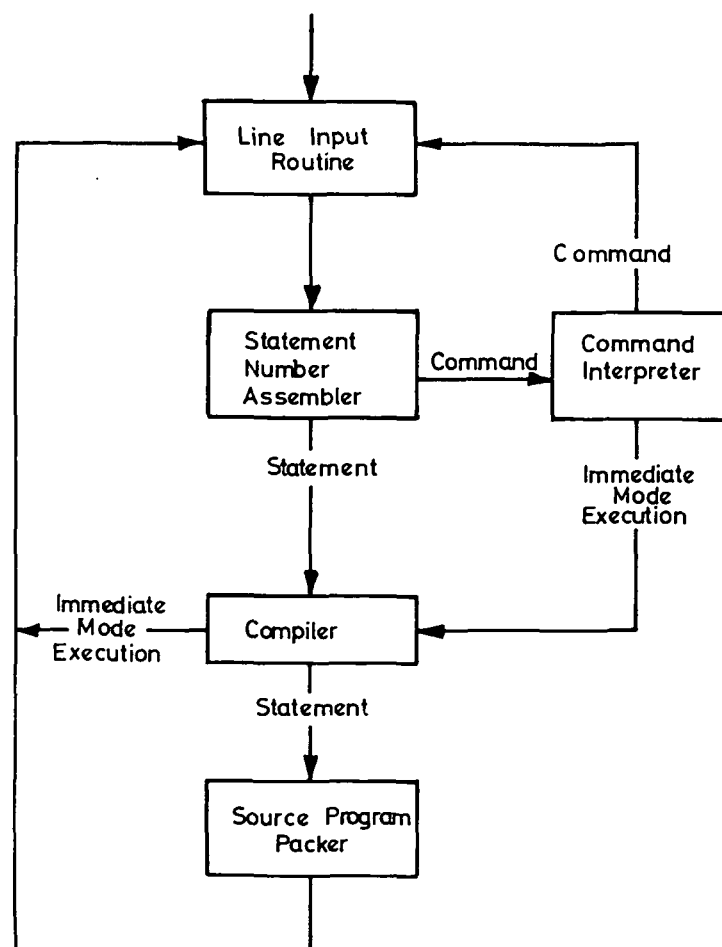 Line Input
Routine
Command
Statement
Number
Assembler
Command
Command
Interpreter
Statement
Immediate
Mode
Execution
Immediate
Mode
Execution
Compiler
Statement
Source Program
Packer